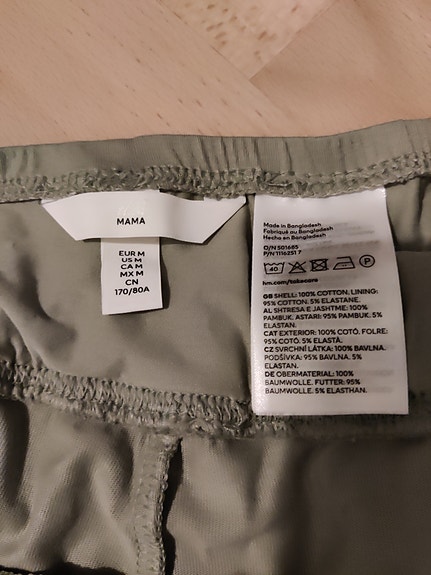 MAMA
EUR M
US M
CA M
MX M
CN
170/80A
Made in Bangladesh
Fabriqué au Bangladesh
Hecho en Bangladesh
O/N 501685
P/N 1116251 7
40
P
hm.com/takecare
GB SHELL: 100% COTTON. LINING:
95% COTTON. 5% ELASTANE.
AL SHTRESA E JASHTME: 100%
PAMBUK. ASTARI: 95% PAMBUK. 5%
ELASTAN.
CAT EXTERIOR: 100% COTÓ. FOLRE:
95% COTÓ. 5% ELASTÀ.
CZ SVRCHNÍ LÁTKA: 100% BAVLNA.
PODŠÍVKA: 95% BAVLNA. 5%
ELASTAN.
DE OBERMATERIAL: 100%
BAUMWOLLE. FUTTER: 95%
BAUMWOLLE. 5% ELASTHAN.